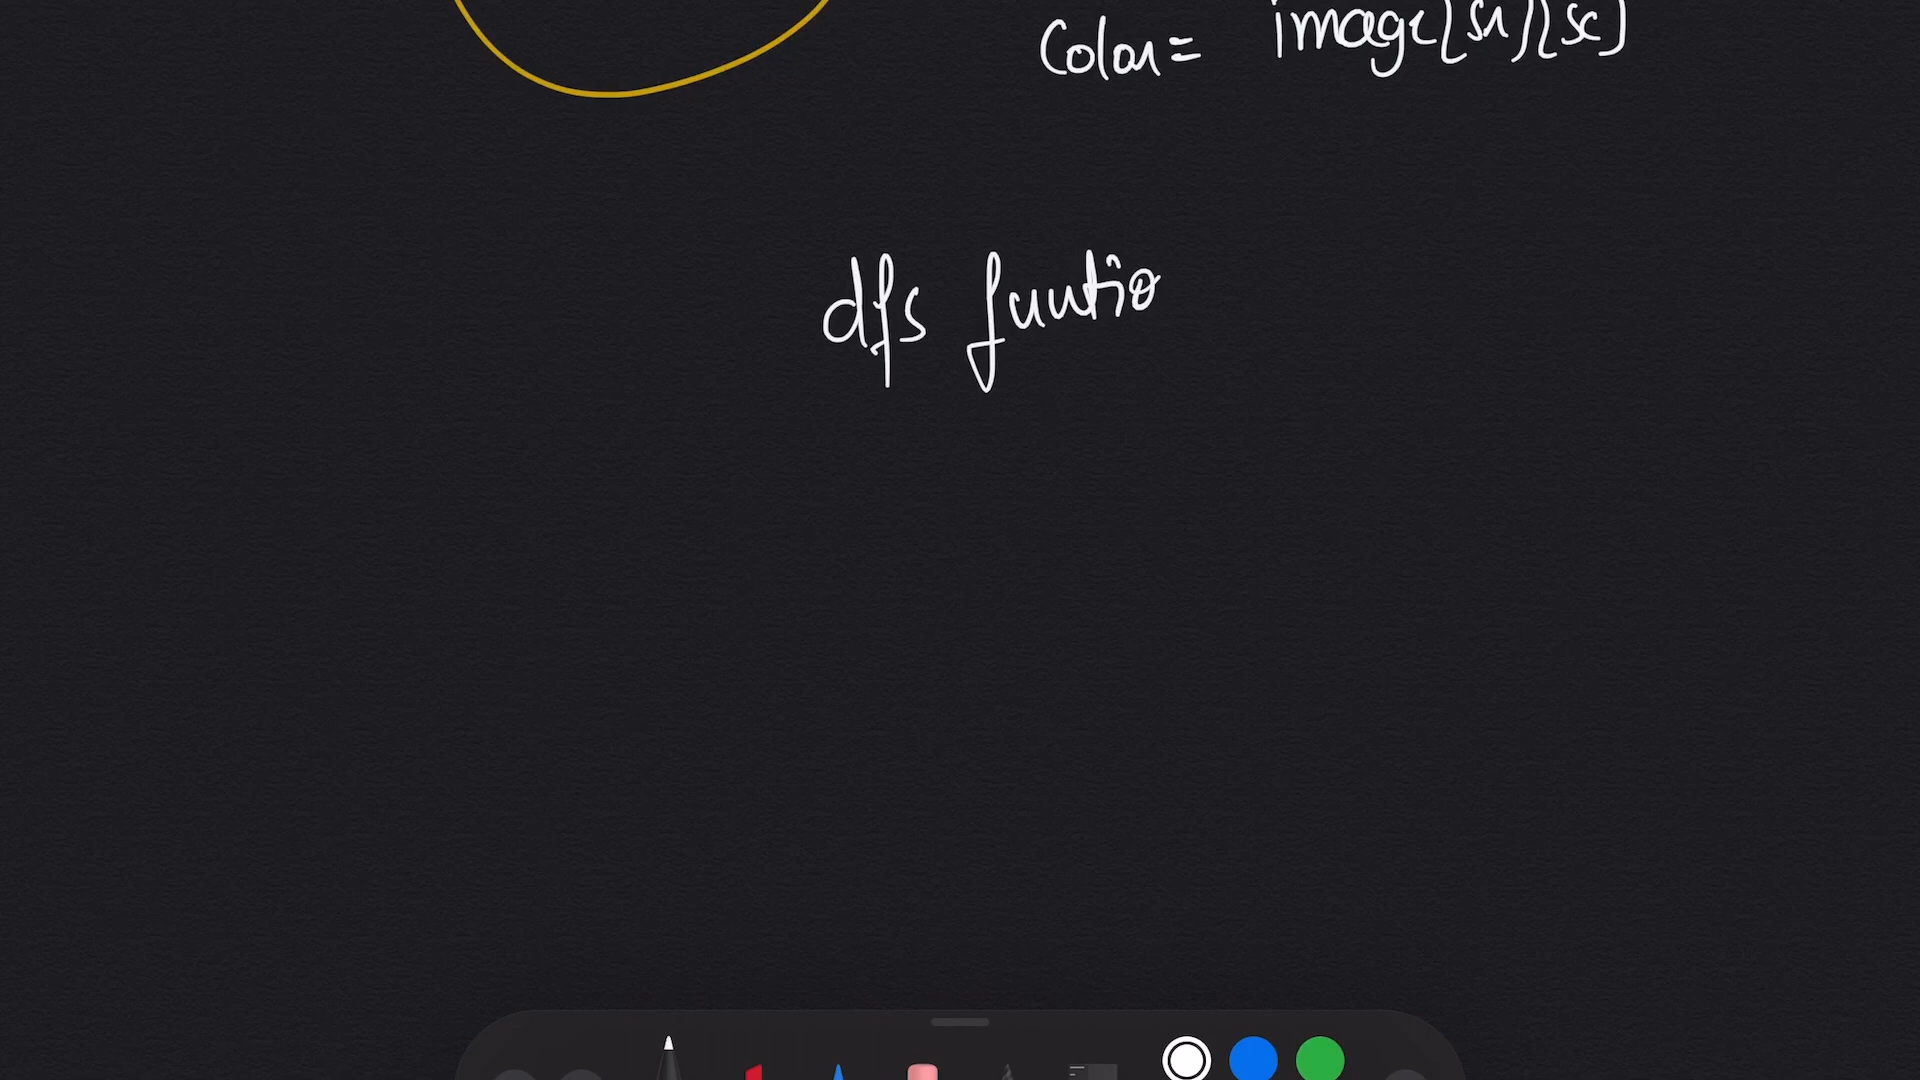 Color = image[sr][sc]
dfs functio